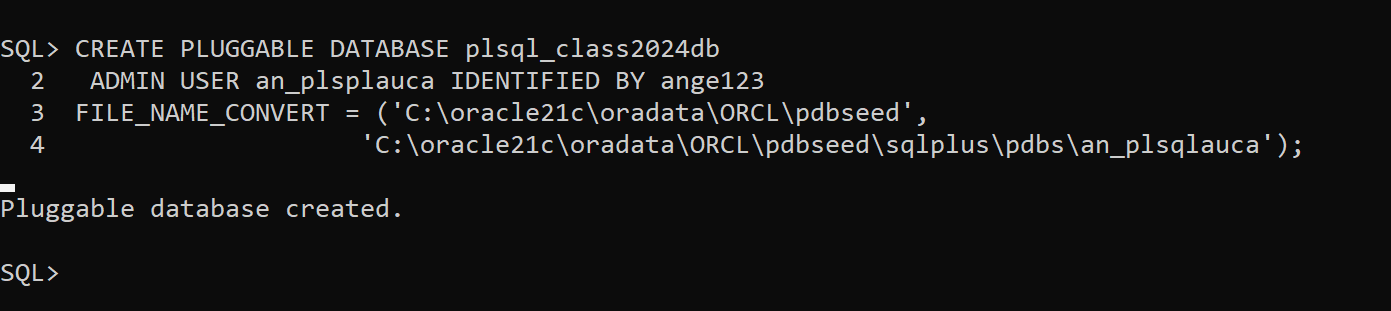 SQL> CREATE PLUGGABLE DATABASE plsql_class2024db
2 ADMIN USER an_plsplauca IDENTIFIED BY ange123
3 FILE_NAME_CONVERT = ('C:\oracle21c\oradata\ORCL\pdbseed',
4 'C:\oracle21c\oradata\ORCL\pdbseed\sqlplus\pdbs\an_plsqlauca');
Pluggable database created.
SQL>